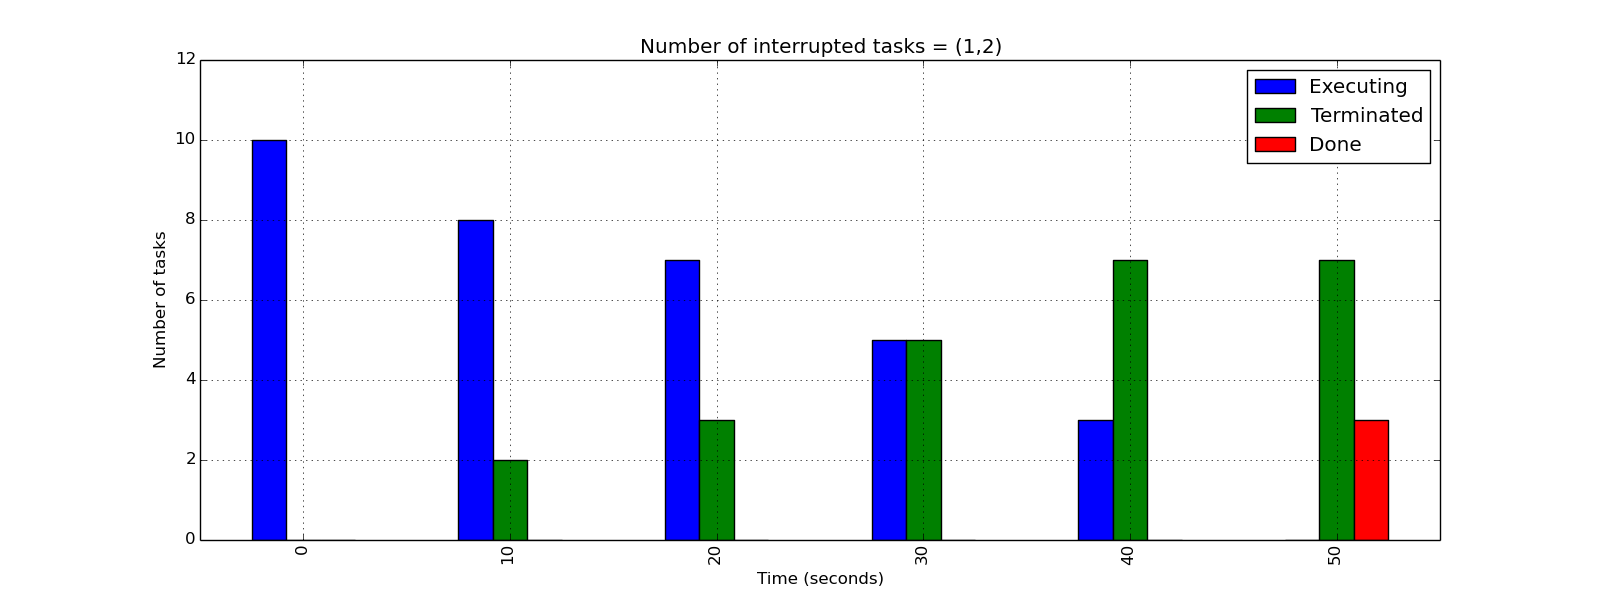 Number of interrupted tasks = (1,2)
12
10
8
6
4
2
0
Number of tasks
Executing
Terminated
Done
0
10
20
30
40
50
Time (seconds)